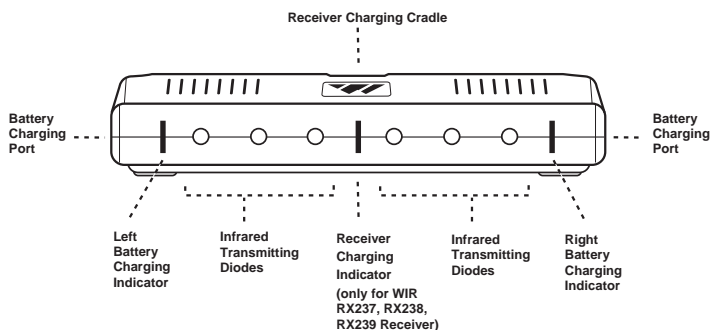 Receiver Charging Cradle
Battery
Charging
Port
Battery
Charging
Port
Left
Battery
Charging
Indicator
Infrared
Transmitting
Diodes
Receiver
Charging
Indicator
(only for WIR
RX237, RX238,
RX239 Receiver)
Infrared
Transmitting
Diodes
Right
Battery
Charging
Indicator